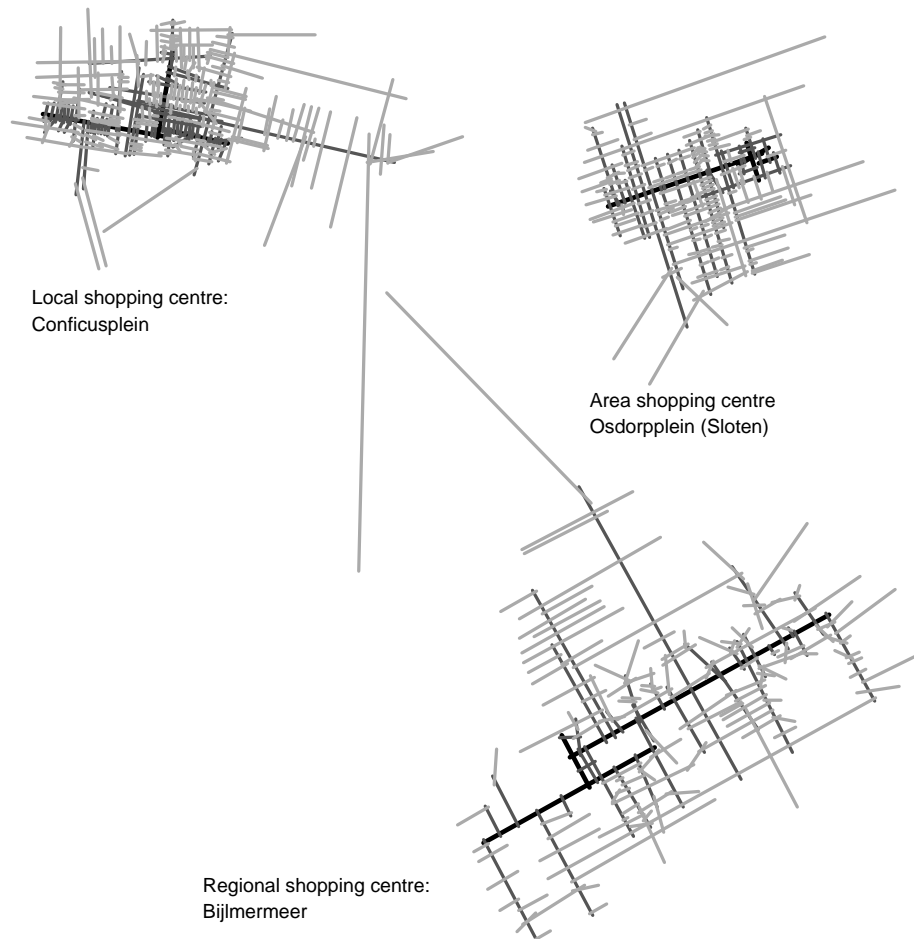 Local shopping centre:
Conficusplein
Area shopping centre
Osdorpplein (Sloten)
Regional shopping centre:
Bijlmermeer